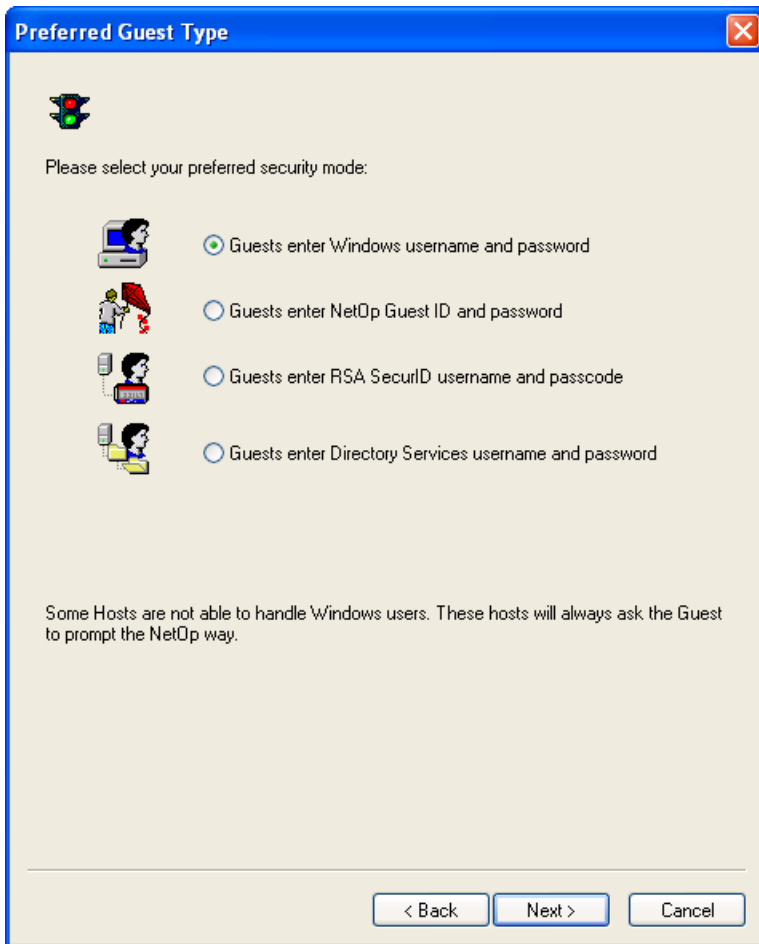 Preferred Guest Type
Please select your preferred security mode:
Guests enter Windows username and password
Guests enter NetOp Guest ID and password
Guests enter RSA SecurID username and passcode
Guests enter Directory Services username and password
Some Hosts are not able to handle Windows users. These hosts will always ask the Guest
to prompt the NetOp way.
< Back Next > Cancel